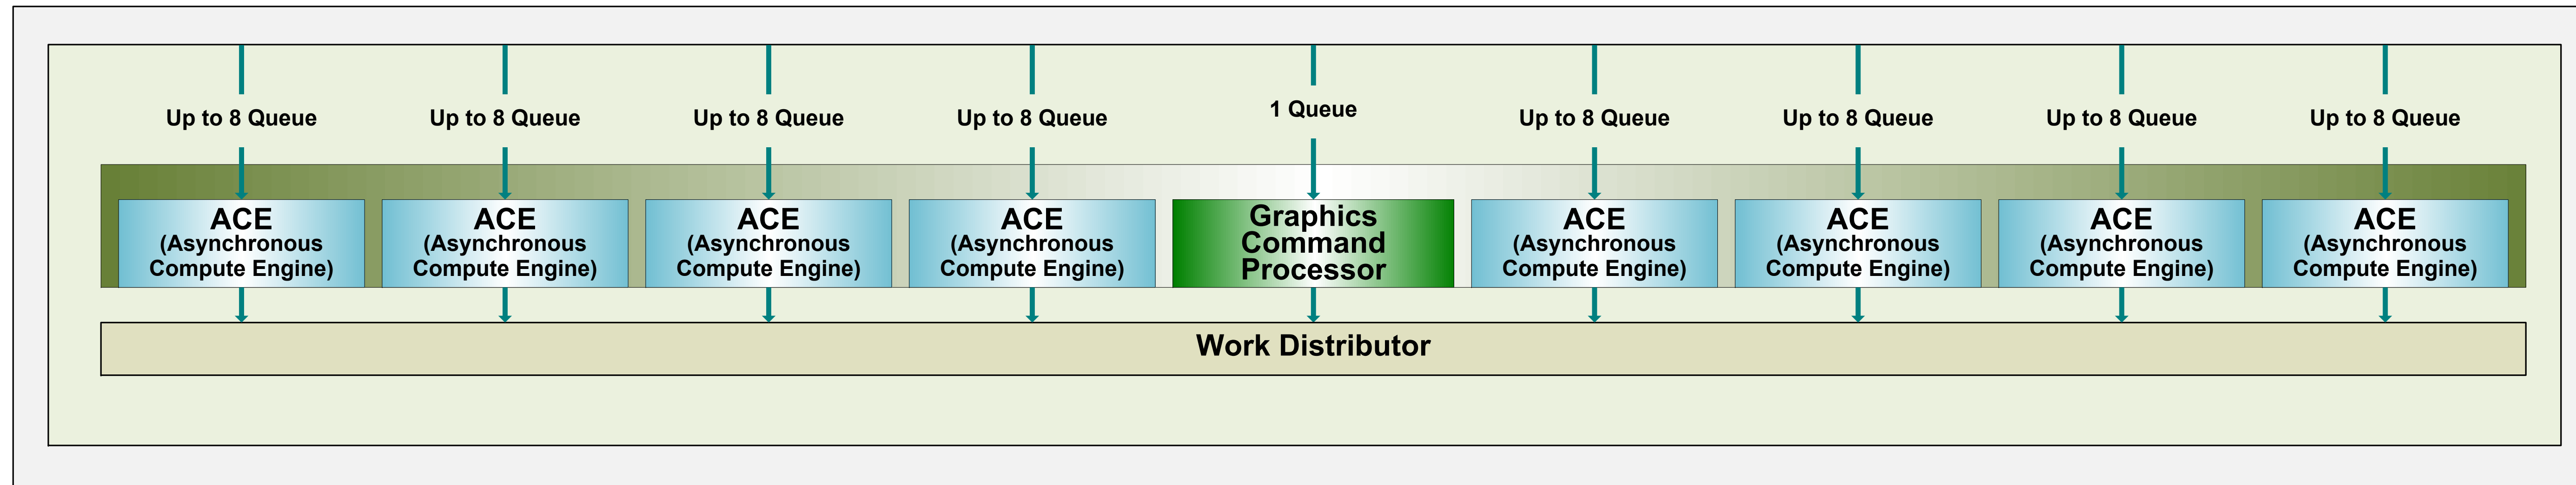 Up to 8 Queue
Up to 8 Queue
Up to 8 Queue
Up to 8 Queue
1 Queue
Up to 8 Queue
Up to 8 Queue
Up to 8 Queue
Up to 8 Queue
ACE
(Asynchronous
Compute Engine)
ACE
(Asynchronous
Compute Engine)
ACE
(Asynchronous
Compute Engine)
ACE
(Asynchronous
Compute Engine)
Graphics
Command
Processor
ACE
(Asynchronous
Compute Engine)
ACE
(Asynchronous
Compute Engine)
ACE
(Asynchronous
Compute Engine)
ACE
(Asynchronous
Compute Engine)
Work Distributor